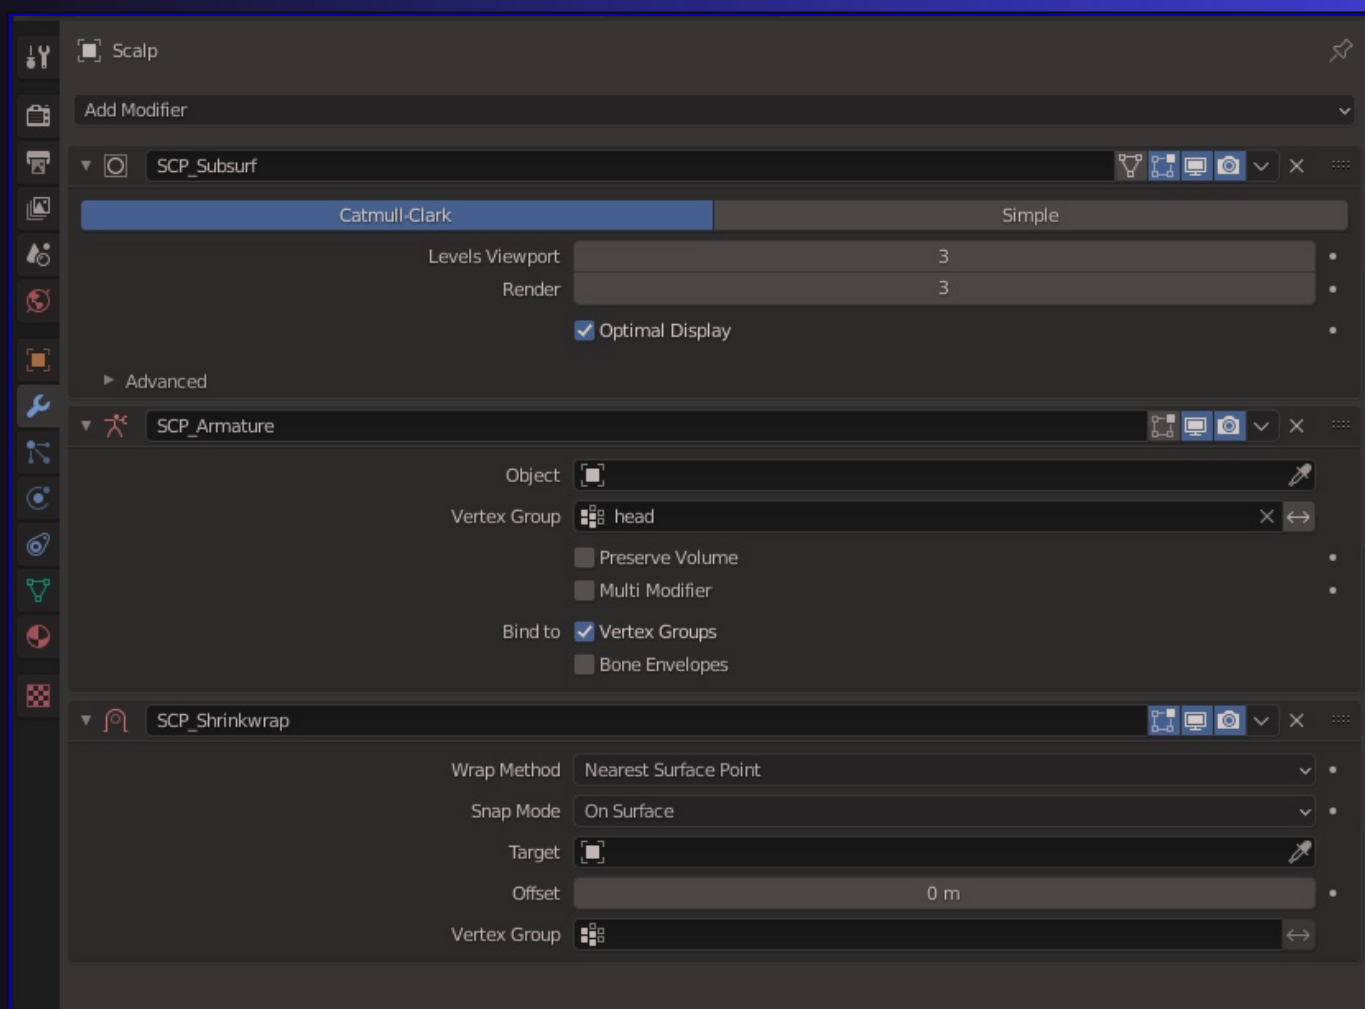 Scalp
Add Modifier
SCP_Subsurf
Catmull-Clark Simple
Levels Viewport 3
Render 3
Optimal Display
Advanced
SCP_Armature
Object
Vertex Group head
Preserve Volume
Multi Modifier
Bind to Vertex Groups
Bone Envelopes
SCP_Shrinkwrap
Wrap Method Nearest Surface Point
Snap Mode On Surface
Target
Offset 0 m
Vertex Group